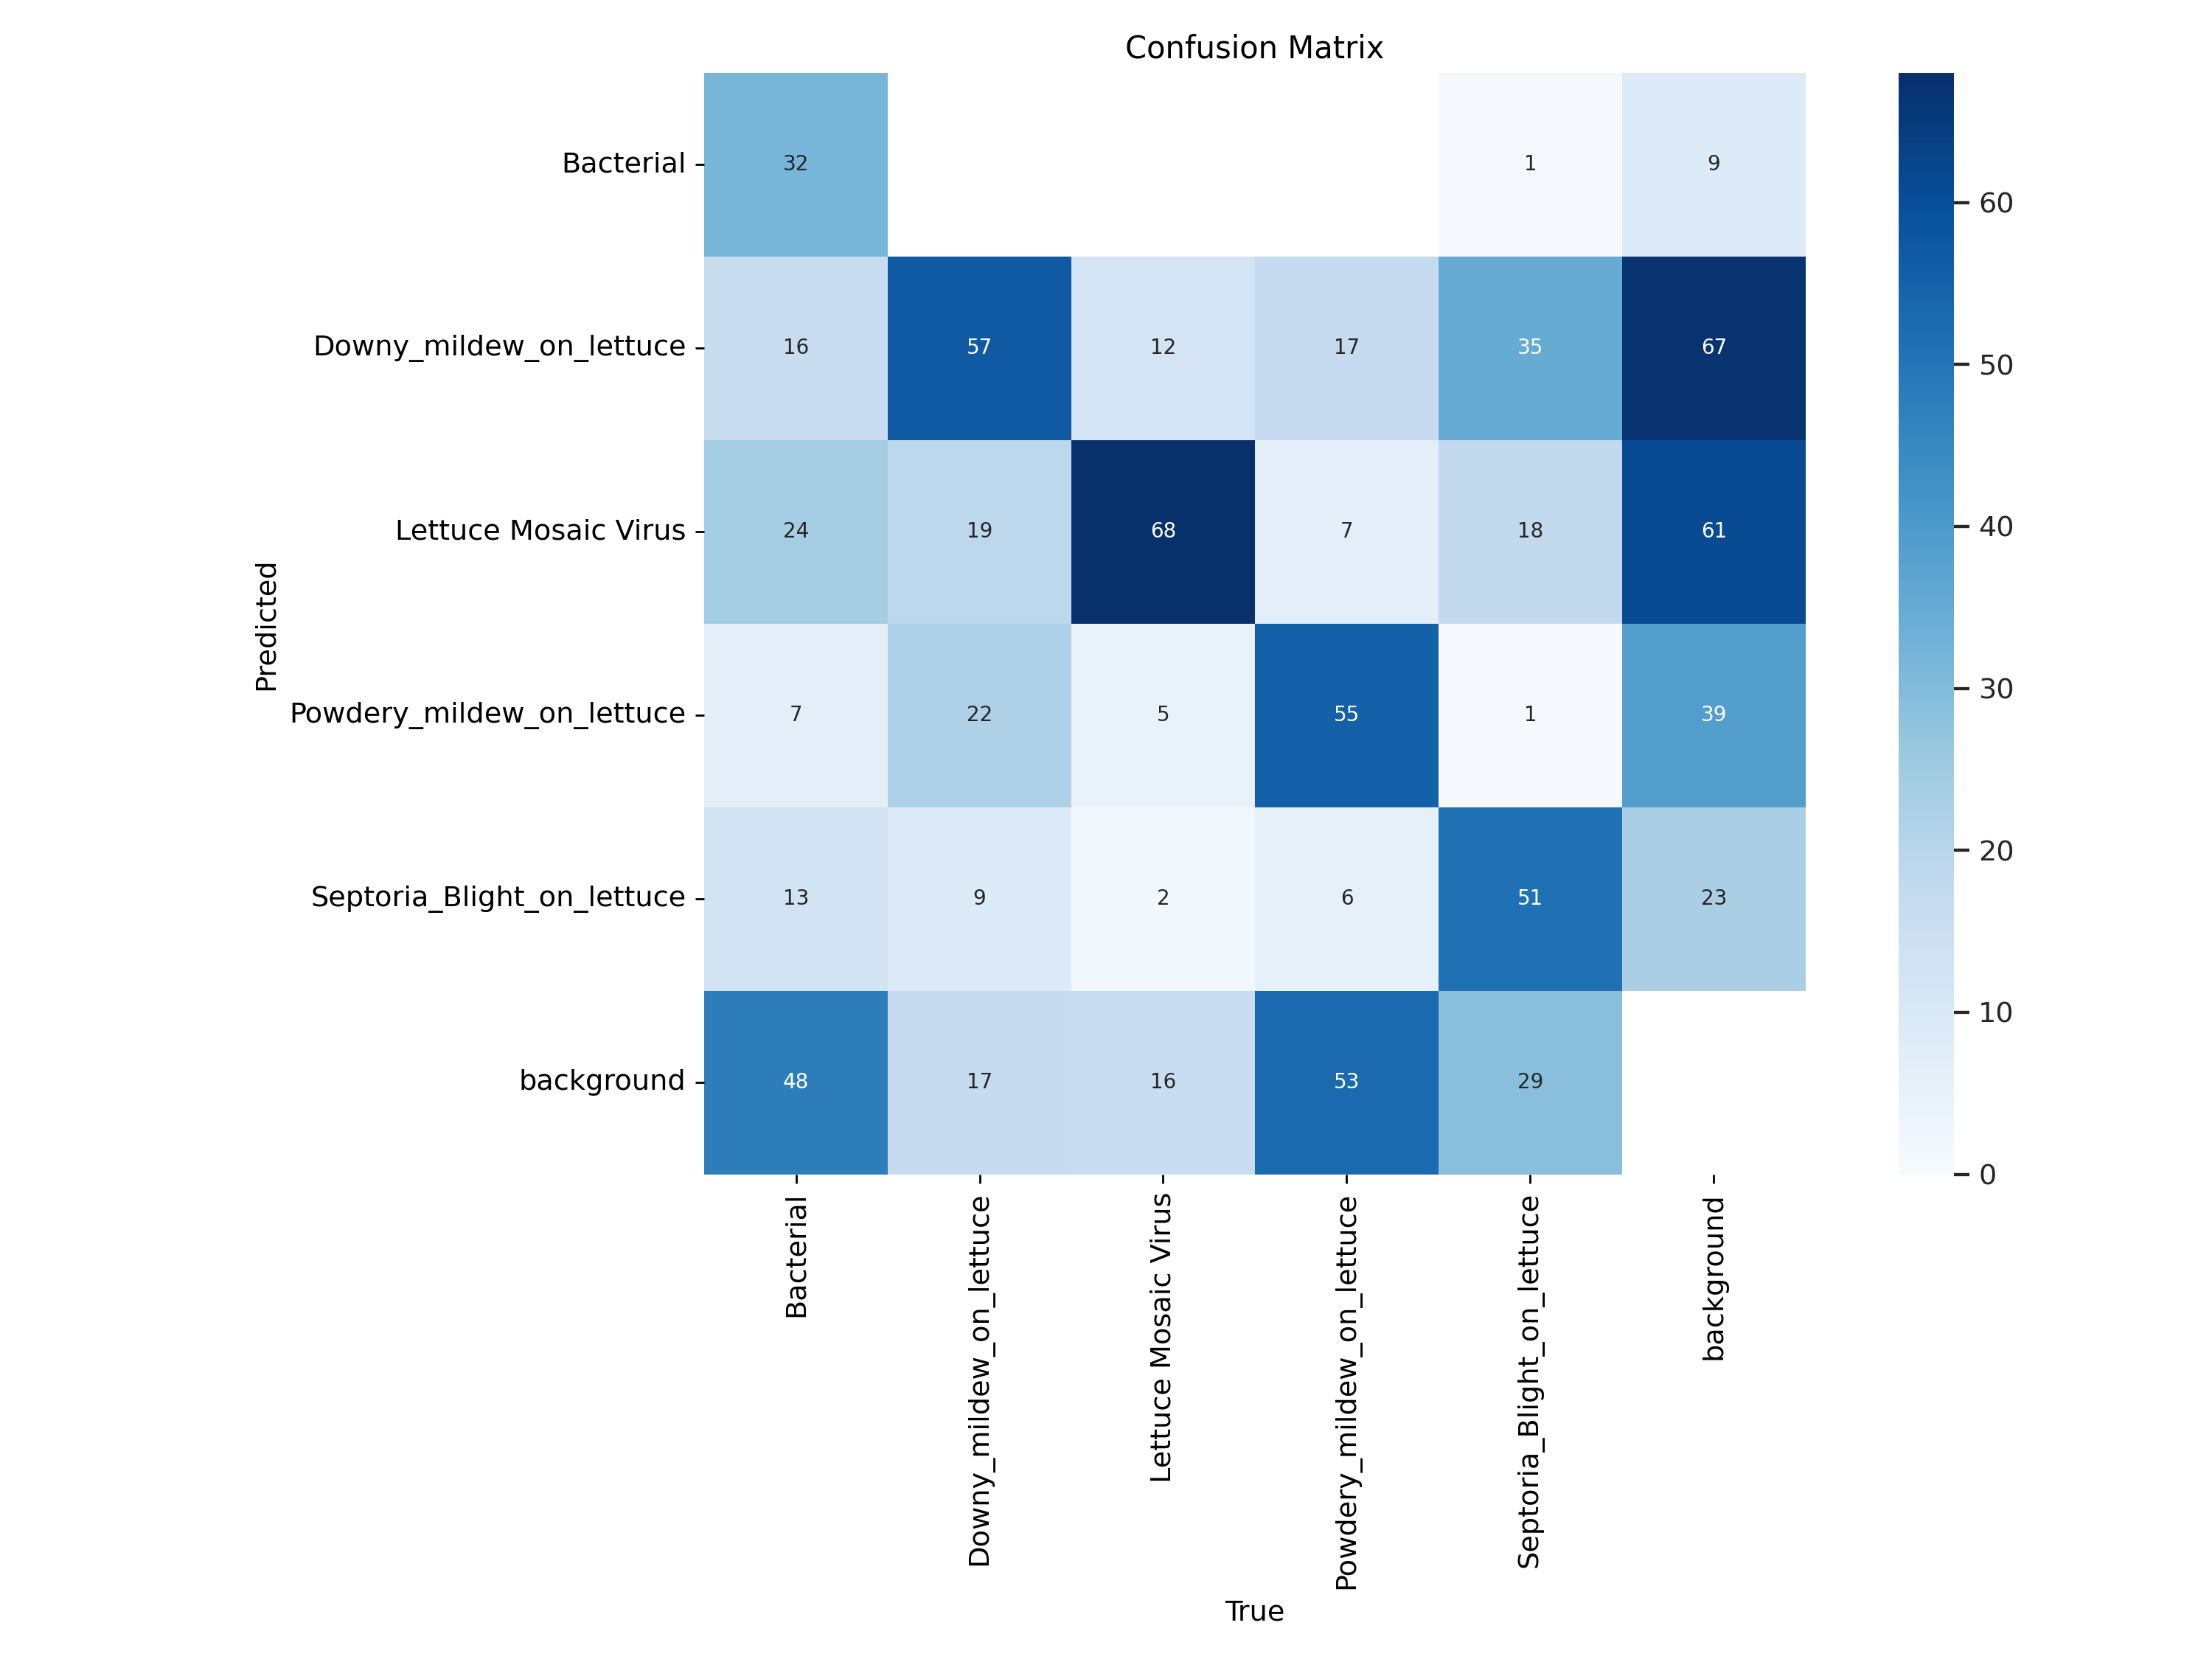 Confusion Matrix
Predicted
Bacterial 32 1 9
Downy_mildew_on_lettuce 16 57 12 17 35 67
Lettuce Mosaic Virus 24 19 68 7 18 61
Powdery_mildew_on_lettuce 7 22 5 55 1 39
Septoria_Blight_on_lettuce 13 9 2 6 51 23
background 48 17 16 53 29
Bacterial
Downy_mildew_on_lettuce
Lettuce Mosaic Virus
Powdery_mildew_on_lettuce
Septoria_Blight_on_lettuce
background
True
60
50
40
30
20
10
0